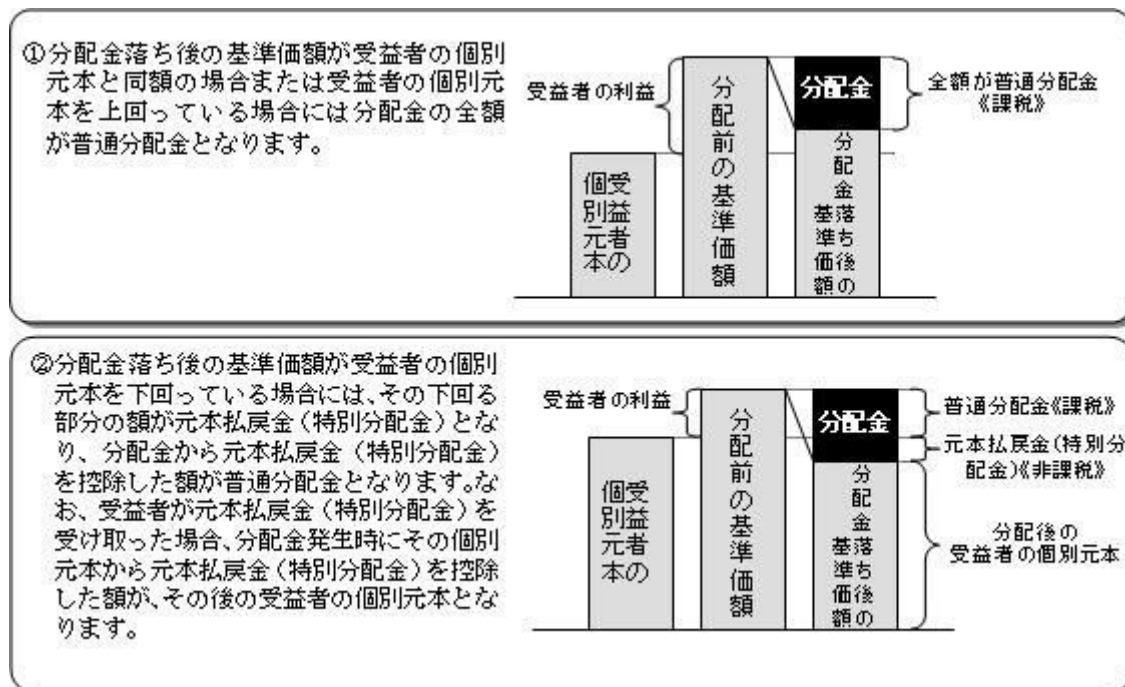 ①分配金落ち後の基準価額が受益者の個別
元本と同額の場合または受益者の個別元
本を上回っている場合には分配金の全額
が普通分配金となります。
受益者の利益
受益者の
個別元本
分配前の基準価額
分配金
分配金落ち後の
基準価額
全額が普通分配金
《課税》
②分配金落ち後の基準価額が受益者の個別
元本を下回っている場合には、その下回る
部分の額が元本払戻金（特別分配金）とな
り、分配金から元本払戻金（特別分配金）
を控除した額が普通分配金となります。な
お、受益者が元本払戻金（特別分配金）を
受け取った場合、分配金発生時にその個別
元本から元本払戻金（特別分配金）を控除
した額が、その後の受益者の個別元本とな
ります。
受益者の利益
受益者の
個別元本
分配前の基準価額
分配金
分配金落ち後の
基準価額
普通分配金《課税》
元本払戻金（特別分
配金）《非課税》
分配後の
受益者の個別元本